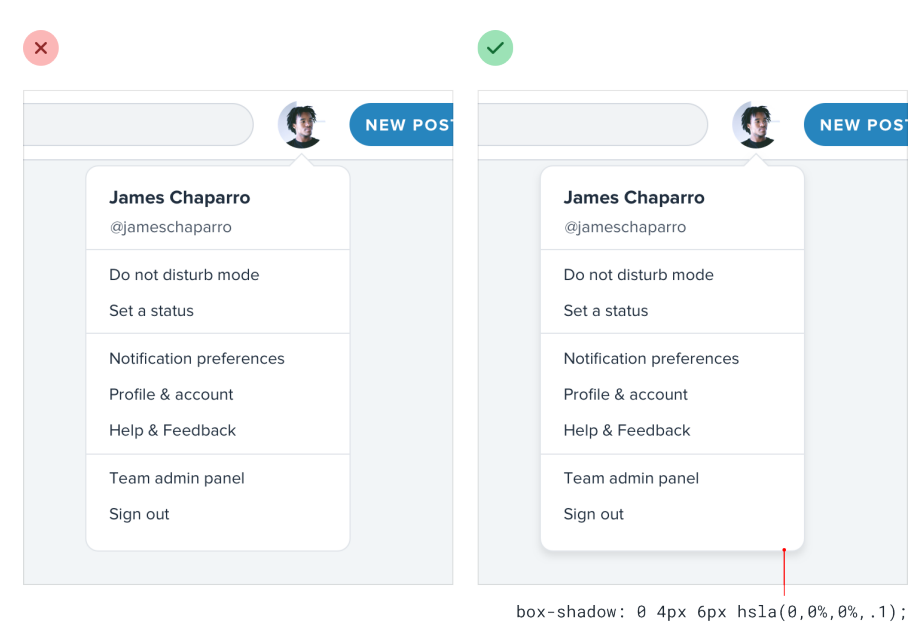 NEW POST
James Chaparro
@jameschaparro
Do not disturb mode
Set a status
Notification preferences
Profile & account
Help & Feedback
Team admin panel
Sign out
NEW POST
James Chaparro
@jameschaparro
Do not disturb mode
Set a status
Notification preferences
Profile & account
Help & Feedback
Team admin panel
Sign out
box-shadow: 0 4px 6px hsla(0,0%,0%,.1);